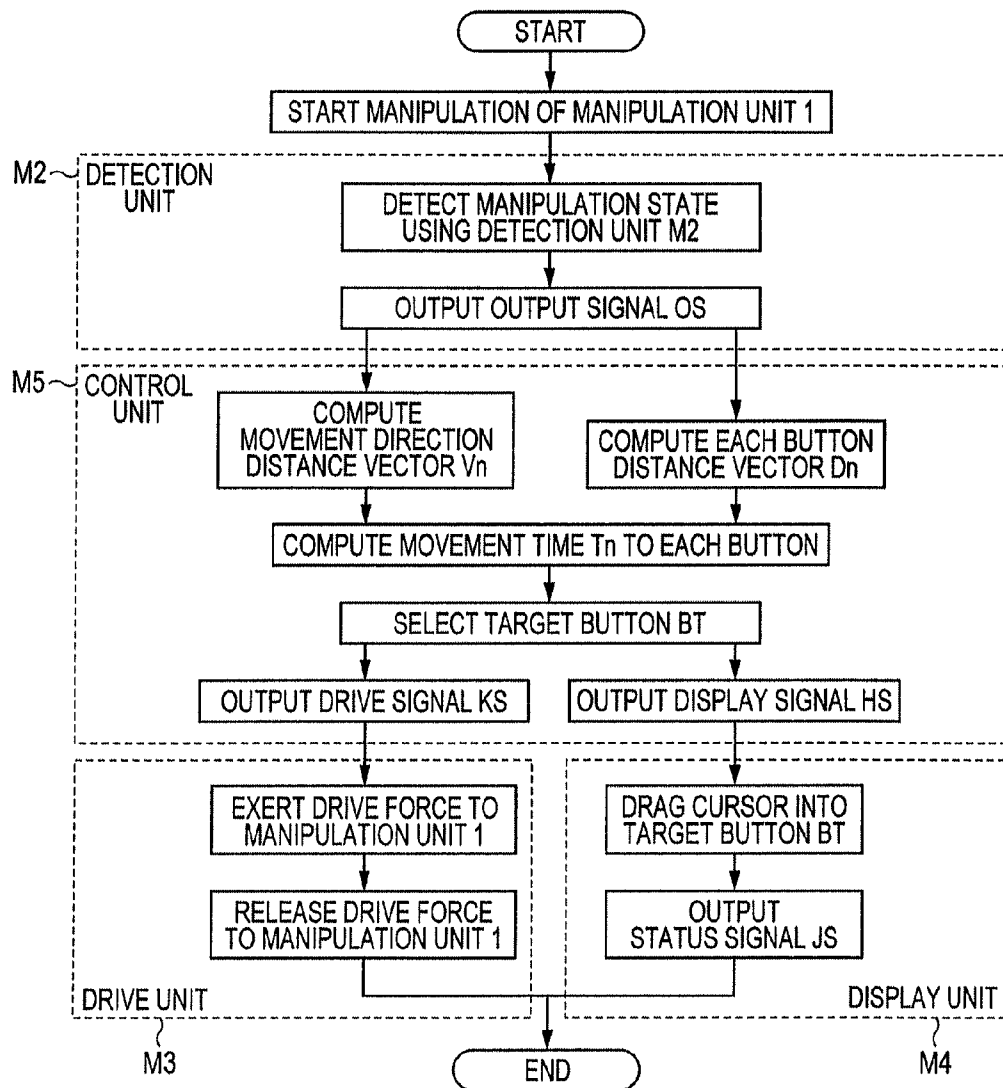 START
START MANIPULATION OF MANIPULATION UNIT 1
M2
DETECTION
UNIT
DETECT MANIPULATION STATE
USING DETECTION UNIT M2
OUTPUT OUTPUT SIGNAL OS
M5
CONTROL
UNIT
COMPUTE
MOVEMENT DIRECTION
DISTANCE VECTOR Vn
COMPUTE EACH BUTTON
DISTANCE VECTOR Dn
COMPUTE MOVEMENT TIME Tn TO EACH BUTTON
SELECT TARGET BUTTON BT
OUTPUT DRIVE SIGNAL KS
OUTPUT DISPLAY SIGNAL HS
EXERT DRIVE FORCE TO
MANIPULATION UNIT 1
DRAG CURSOR INTO
TARGET BUTTON BT
RELEASE DRIVE FORCE
TO MANIPULATION UNIT 1
OUTPUT
STATUS SIGNAL JS
DRIVE UNIT
DISPLAY UNIT
M3
END
M4